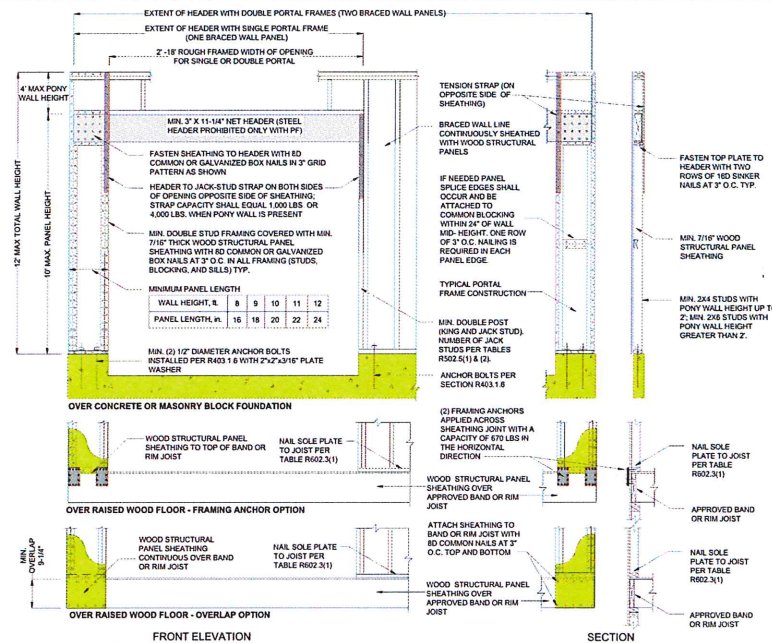 EXTENT OF HEADER WITH DOUBLE PORTAL FRAMES (TWO BRACED WALL PANELS)
EXTENT OF HEADER WITH SINGLE PORTAL FRAME
(ONE BRACED WALL PANEL)
2' -18' ROUGH FRAMED WIDTH OF OPENING
FOR SINGLE OR DOUBLE PORTAL
4' MAX PONY
WALL HEIGHT
12' MAX TOTAL WALL HEIGHT
10' MAX. PANEL HEIGHT
MIN. 3" X 11-1/4" NET HEADER (STEEL
HEADER PROHIBITED ONLY WITH PF)
FASTEN SHEATHING TO HEADER WITH 8D
COMMON OR GALVANIZED BOX NAILS IN 3" GRID
PATTERN AS SHOWN
HEADER TO JACK-STUD STRAP ON BOTH SIDES
OF OPENING OPPOSITE SIDE OF SHEATHING;
STRAP CAPACITY SHALL EQUAL 1,000 LBS. OR
4,000 LBS. WHEN PONY WALL IS PRESENT
MIN. DOUBLE STUD FRAMING COVERED WITH MIN.
7/16" THICK WOOD STRUCTURAL PANEL
SHEATHING WITH 8D COMMON OR GALVANIZED
BOX NAILS AT 3" O.C. IN ALL FRAMING (STUDS,
BLOCKING, AND SILLS) TYP.
MINIMUM PANEL LENGTH
WALL HEIGHT, ft. 8 9 10 11 12
PANEL LENGTH, in. 16 18 20 22 24
MIN. (2) 1/2" DIAMETER ANCHOR BOLTS
INSTALLED PER R403.1.6 WITH 2"x2"x3/16" PLATE
WASHER
TENSION STRAP (ON
OPPOSITE SIDE OF
SHEATHING)
BRACED WALL LINE
CONTINUOUSLY SHEATHED
WITH WOOD STRUCTURAL
PANELS
IF NEEDED PANEL
SPLICE EDGES SHALL
OCCUR AND BE
ATTACHED TO
COMMON BLOCKING
WITHIN 24" OF WALL
MID- HEIGHT. ONE ROW
OF 3" O.C. NAILING IS
REQUIRED IN EACH
PANEL EDGE.
TYPICAL PORTAL
FRAME CONSTRUCTION
MIN. DOUBLE POST
(KING AND JACK STUD).
NUMBER OF JACK
STUDS PER TABLES
R502.5(1) & (2).
ANCHOR BOLTS PER
SECTION R403.1.6
FASTEN TOP PLATE TO
HEADER WITH TWO
ROWS OF 16D SINKER
NAILS AT 3" O.C. TYP.
MIN. 7/16" WOOD
STRUCTURAL PANEL
SHEATHING
MIN. 2X4 STUDS WITH
PONY WALL HEIGHT UP T
2'; MIN. 2X6 STUDS WITH
PONY WALL HEIGHT
GREATER THAN 2'.
OVER CONCRETE OR MASONRY BLOCK FOUNDATION
WOOD STRUCTURAL PANEL
SHEATHING TO TOP OF BAND OR
RIM JOIST
NAIL SOLE PLATE
TO JOIST PER
TABLE R602.3(1)
(2) FRAMING ANCHORS
APPLIED ACROSS
SHEATHING JOINT WITH A
CAPACITY OF 670 LBS IN
THE HORIZONTAL
DIRECTION
WOOD STRUCTURAL PANEL
SHEATHING OVER
APPROVED BAND OR RIM
JOIST
NAIL SOLE
PLATE TO JOIST
PER TABLE
R602.3(1)
APPROVED BAND
OR RIM JOIST
OVER RAISED WOOD FLOOR - FRAMING ANCHOR OPTION
MIN.
OVERLAP
9-1/4"
WOOD STRUCTURAL
PANEL SHEATHING
CONTINUOUS OVER BAND
OR RIM JOIST
NAIL SOLE PLATE
TO JOIST PER
TABLE R602.3(1)
ATTACH SHEATHING TO
BAND OR RIM JOIST WITH
8D COMMON NAILS AT 3"
O.C. TOP AND BOTTOM
WOOD STRUCTURAL PANEL
SHEATHING OVER
APPROVED BAND OR RIM
JOIST
NAIL SOLE
PLATE TO JOIST
PER TABLE
R602.3(1)
APPROVED BAND
OR RIM JOIST
OVER RAISED WOOD FLOOR - OVERLAP OPTION
FRONT ELEVATION
SECTION